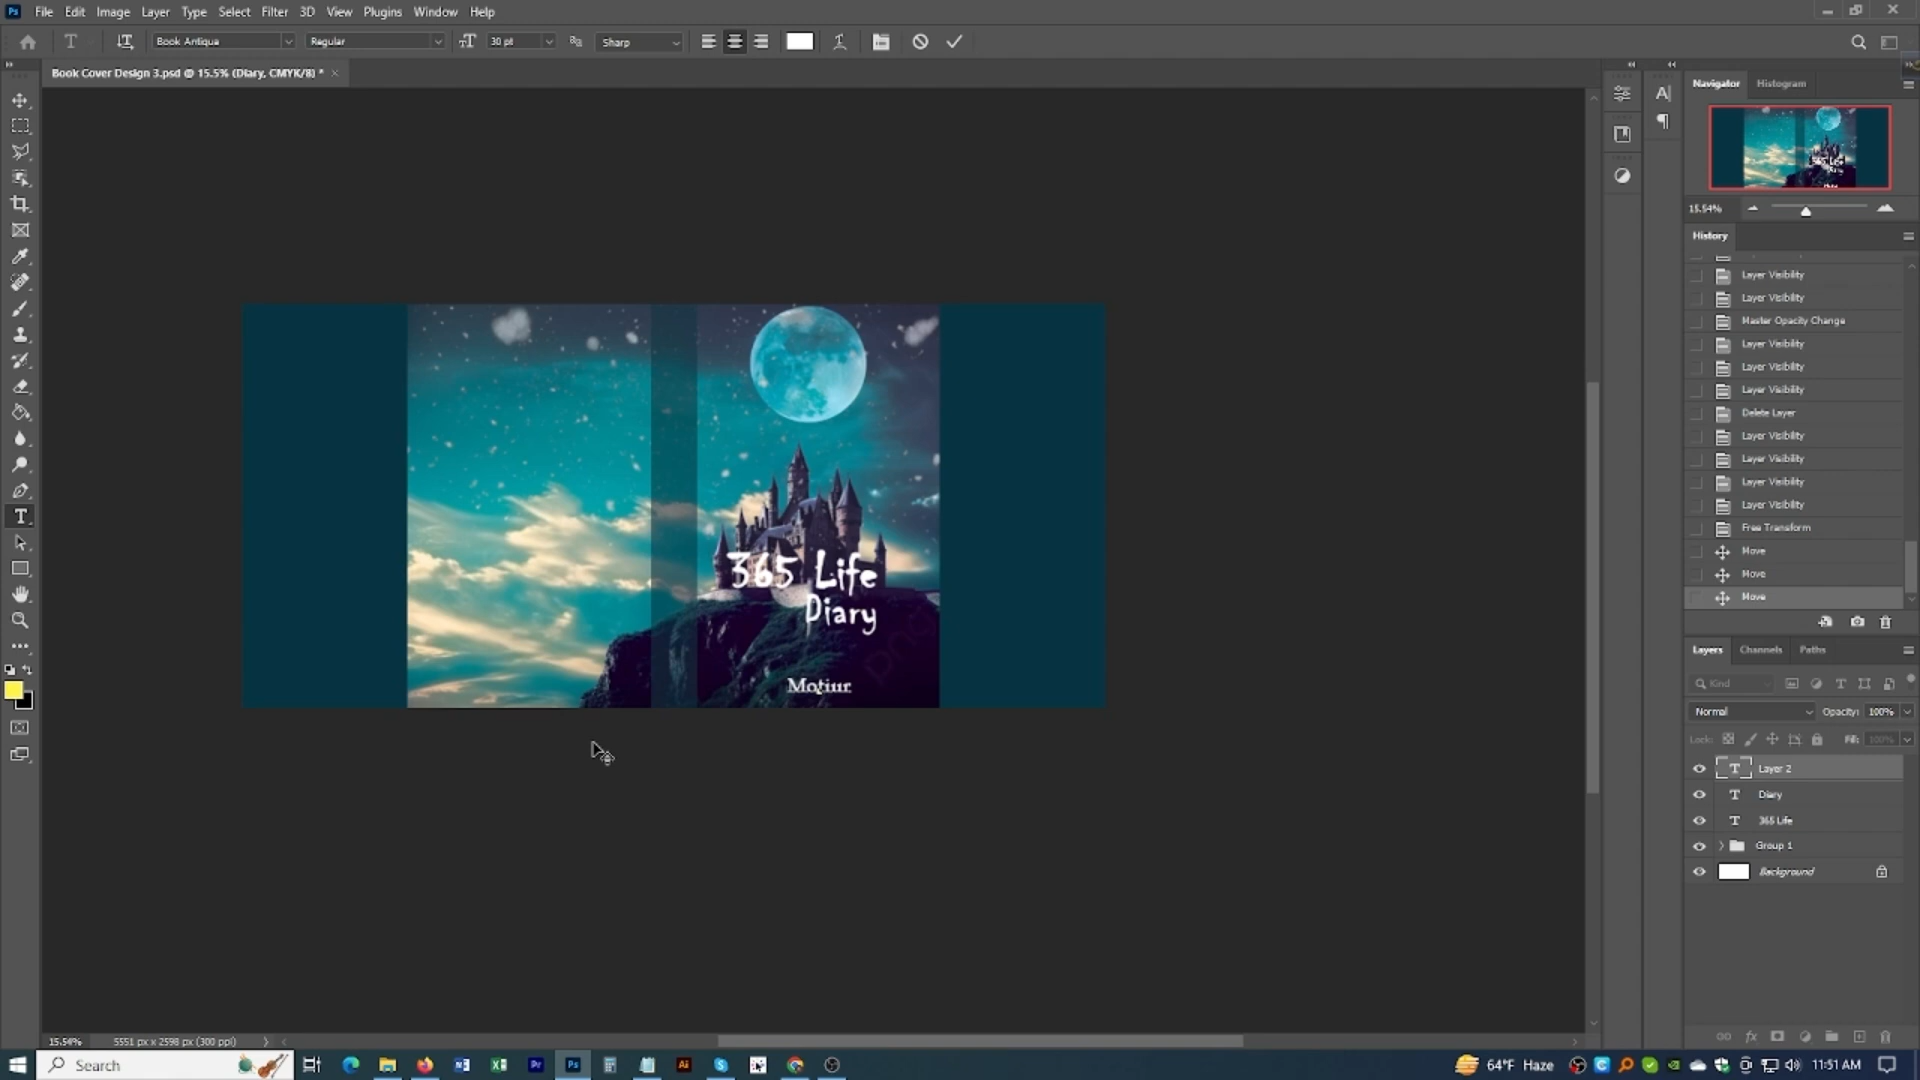 File Edit Image Layer Type Select Filter 3D View Plugins Window Help
Book Antiqua Regular 30 pt Sharp
Book Cover Design 3.psd @ 15.5% (Diary, CMYK/8) *
Navigator Histogram
15.54%
History
Layer Visibility
Layer Visibility
Master Opacity Change
Layer Visibility
Layer Visibility
Layer Visibility
Delete Layer
Layer Visibility
Layer Visibility
Layer Visibility
Layer Visibility
Free Transform
Move
Move
Move
365 Life
Diary
Motiur
Layers Channels Paths
Kind
Normal Opacity: 100%
Lock: Fill: 100%
Layer 2
Diary
365 Life
Group 1
Background
15.54% 5551 px x 2598 px (300 ppi)
Search 64°F Haze 11:51 AM